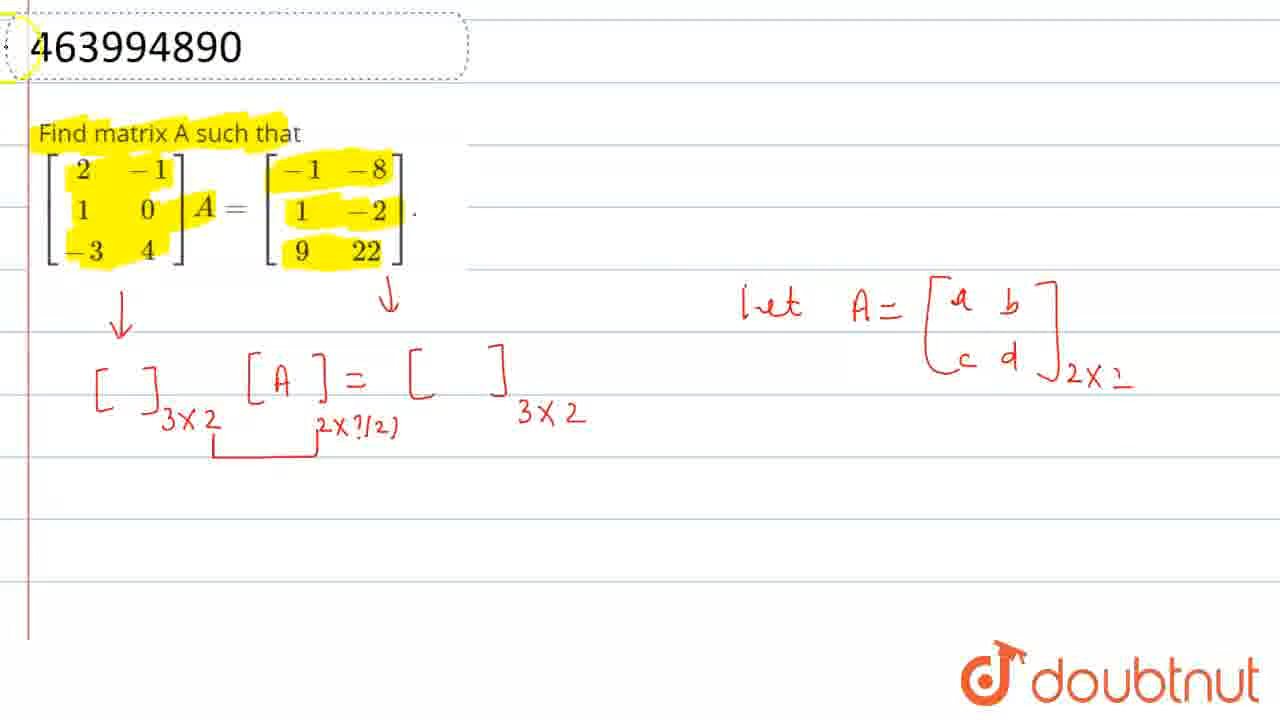 463994890
Find matrix A such that
[ 2 −1 ] [ −1 −8 ]
[ 1 0 ] A = [ 1 −2 ] .
[ −3 4 ] [ 9 22 ]
let A = [ a b
c d ] 2×2
[ ] 3×2 [ A ] 2×?(2) = [ ] 3×2
doubtnut